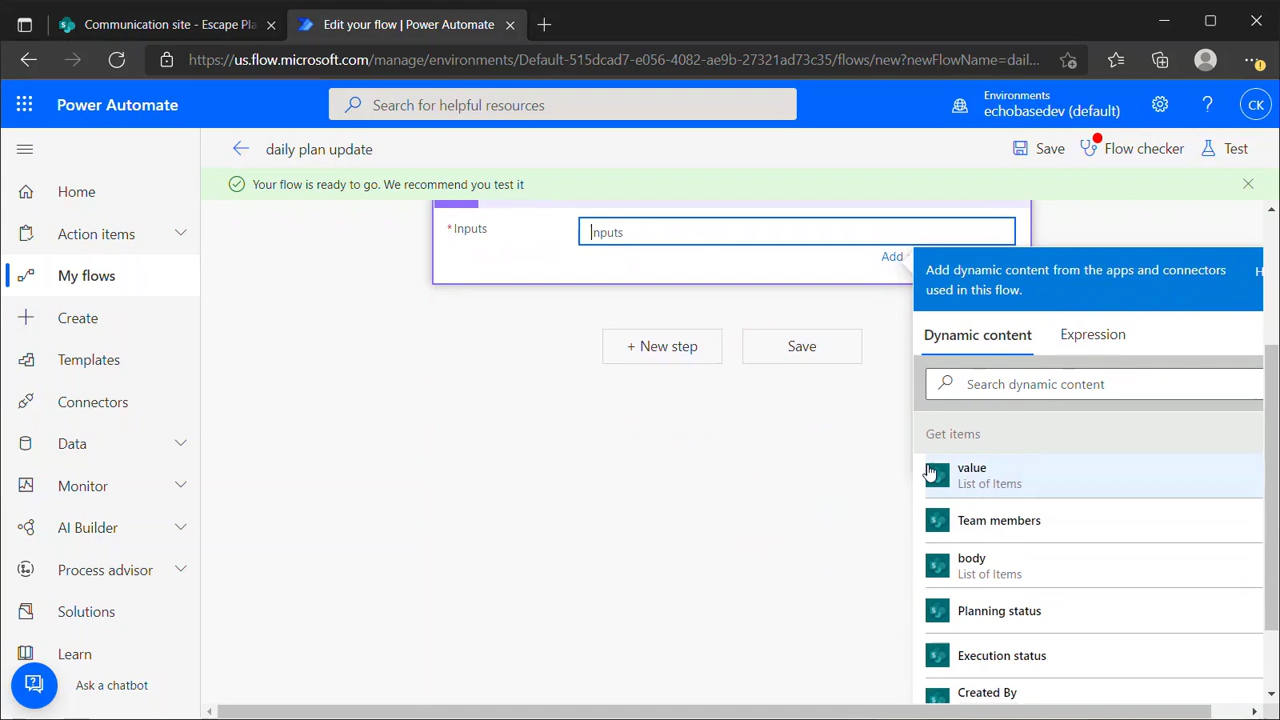 Communication site - Escape Pla
Edit your flow | Power Automate
https://us.flow.microsoft.com/manage/environments/Default-515dcad7-e056-4082-ae9b-27321ad73c35/flows/new?newFlowName=dail...
Power Automate
Search for helpful resources
Environments
echobasedev (default)
CK
daily plan update
Save
Flow checker
Test
Your flow is ready to go. We recommend you test it
Home
Action items
My flows
Create
Templates
Connectors
Data
Monitor
AI Builder
Process advisor
Solutions
Learn
Ask a chatbot
* Inputs
Inputs
Add
+ New step
Save
Add dynamic content from the apps and connectors
used in this flow.
H
Dynamic content
Expression
Search dynamic content
Get items
value
List of Items
Team members
body
List of Items
Planning status
Execution status
Created By